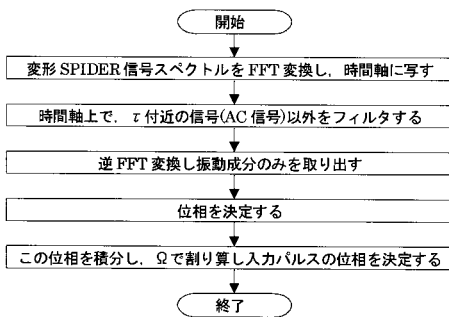 開始
変形 SPIDER 信号スペクトルを FFT 変換し，時間軸に写す
時間軸上で，τ 付近の信号(AC 信号)以外をフィルタする
逆 FFT 変換し振動成分のみを取り出す
位相を決定する
この位相を積分し，Ωで割り算し入力パルスの位相を決定する
終了